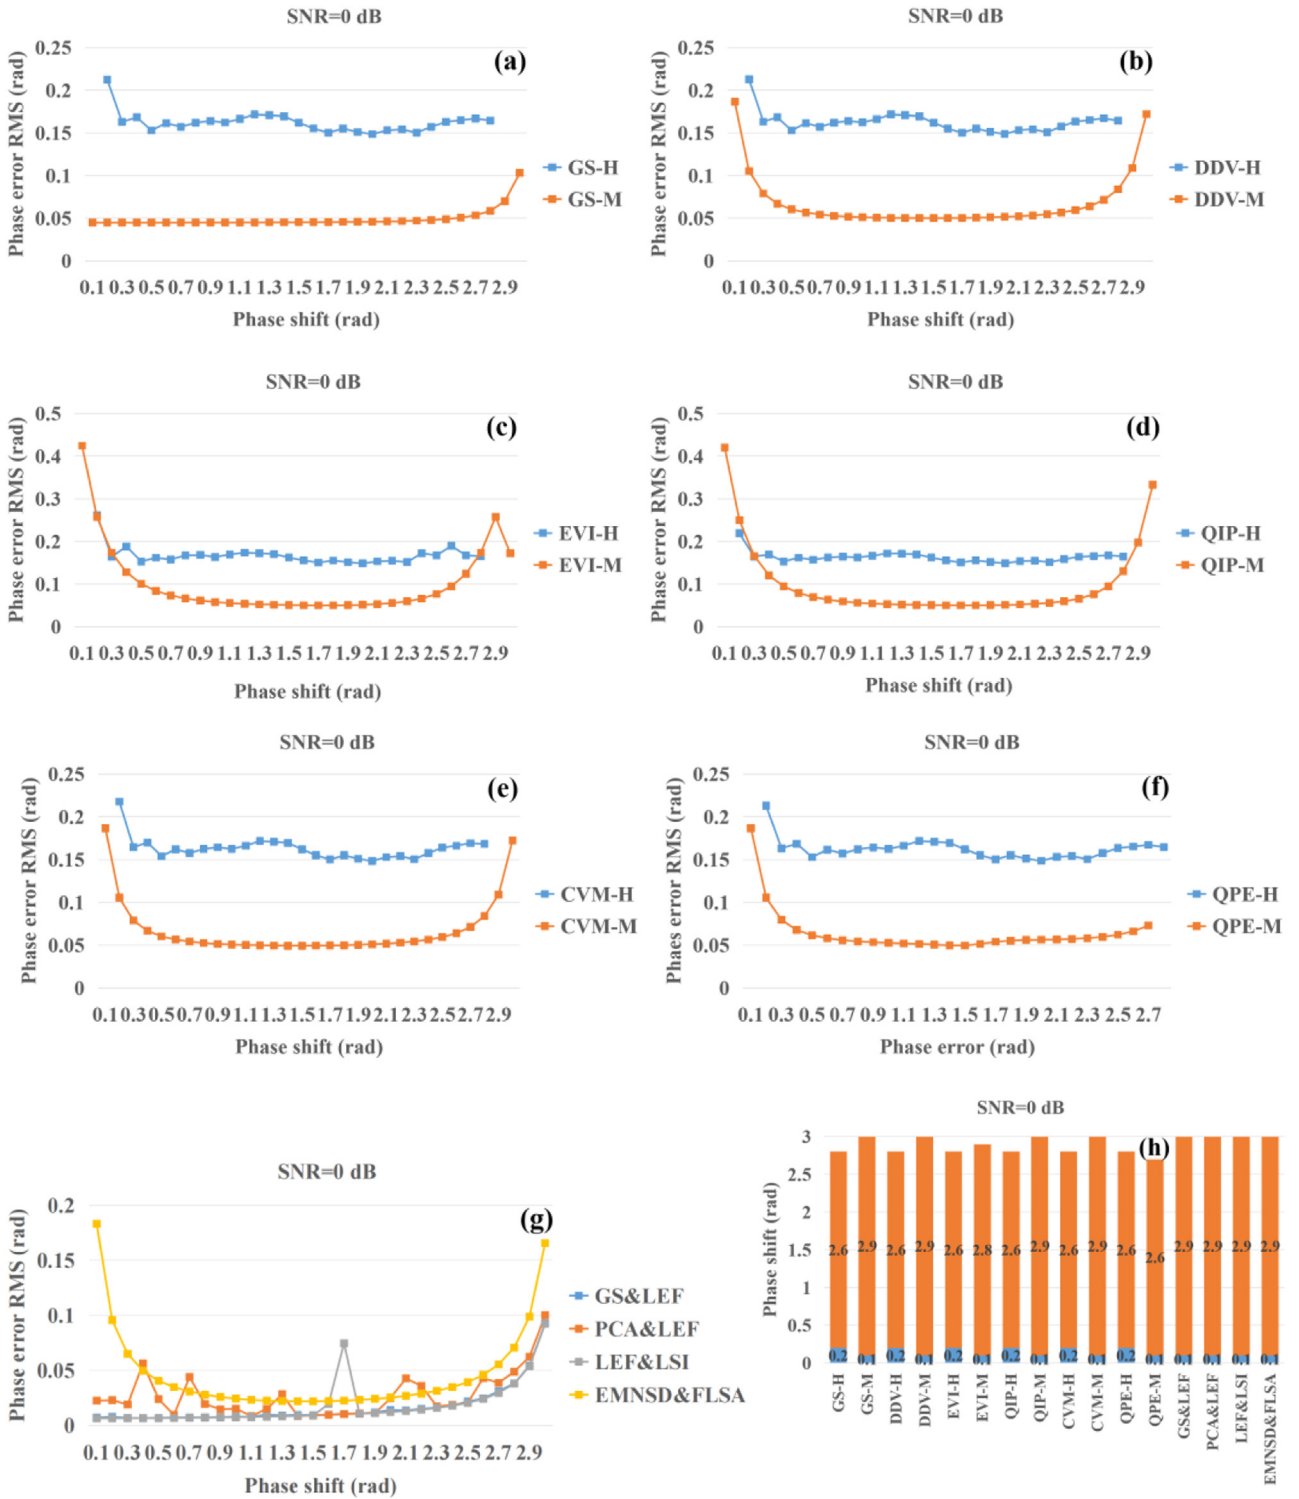 SNR=0 dB
(a)
Phase error RMS (rad)
0.25
0.2
0.15
0.1
0.05
0
0.1 0.3 0.5 0.7 0.9 1.1 1.3 1.5 1.7 1.9 2.1 2.3 2.5 2.7 2.9
Phase shift (rad)
GS-H
GS-M
SNR=0 dB
(b)
Phase error RMS (rad)
0.25
0.2
0.15
0.1
0.05
0
0.1 0.3 0.5 0.7 0.9 1.1 1.3 1.5 1.7 1.9 2.1 2.3 2.5 2.7 2.9
Phase shift (rad)
DDV-H
DDV-M
SNR=0 dB
(c)
Phase error RMS (rad)
0.5
0.4
0.3
0.2
0.1
0
0.1 0.3 0.5 0.7 0.9 1.1 1.3 1.5 1.7 1.9 2.1 2.3 2.5 2.7 2.9
Phase shift (rad)
EVI-H
EVI-M
SNR=0 dB
(d)
Phase error RMS (rad)
0.5
0.4
0.3
0.2
0.1
0
0.1 0.3 0.5 0.7 0.9 1.1 1.3 1.5 1.7 1.9 2.1 2.3 2.5 2.7 2.9
Phase shift (rad)
QIP-H
QIP-M
SNR=0 dB
(e)
Phase error RMS (rad)
0.25
0.2
0.15
0.1
0.05
0
0.1 0.3 0.5 0.7 0.9 1.1 1.3 1.5 1.7 1.9 2.1 2.3 2.5 2.7 2.9
Phase shift (rad)
CVM-H
CVM-M
SNR=0 dB
(f)
Phaes error RMS (rad)
0.25
0.2
0.15
0.1
0.05
0
0.1 0.3 0.5 0.7 0.9 1.1 1.3 1.5 1.7 1.9 2.1 2.3 2.5 2.7
Phase error (rad)
QPE-H
QPE-M
SNR=0 dB
(g)
Phase error RMS (rad)
0.2
0.15
0.1
0.05
0
0.1 0.3 0.5 0.7 0.9 1.1 1.3 1.5 1.7 1.9 2.1 2.3 2.5 2.7 2.9
Phase shift (rad)
GS&LEF
PCA&LEF
LEF&LSI
EMNSD&FLSA
SNR=0 dB
(h)
Phase shift (rad)
3
2.5
2
1.5
1
0.5
0
2.6 2.9 2.6 2.9 2.6 2.8 2.6 2.9 2.6 2.9 2.6 2.6 2.9 2.9 2.9 2.9
0.2 0.1 0.2 0.1 0.2 0.1 0.2 0.1 0.2 0.1 0.2 0.1 0.1 0.1 0.1 0.1
GS-H
GS-M
DDV-H
DDV-M
EVI-H
EVI-M
QIP-H
QIP-M
CVM-H
CVM-M
QPE-H
QPE-M
GS&LEF
PCA&LEF
LEF&LSI
EMNSD&FLSA